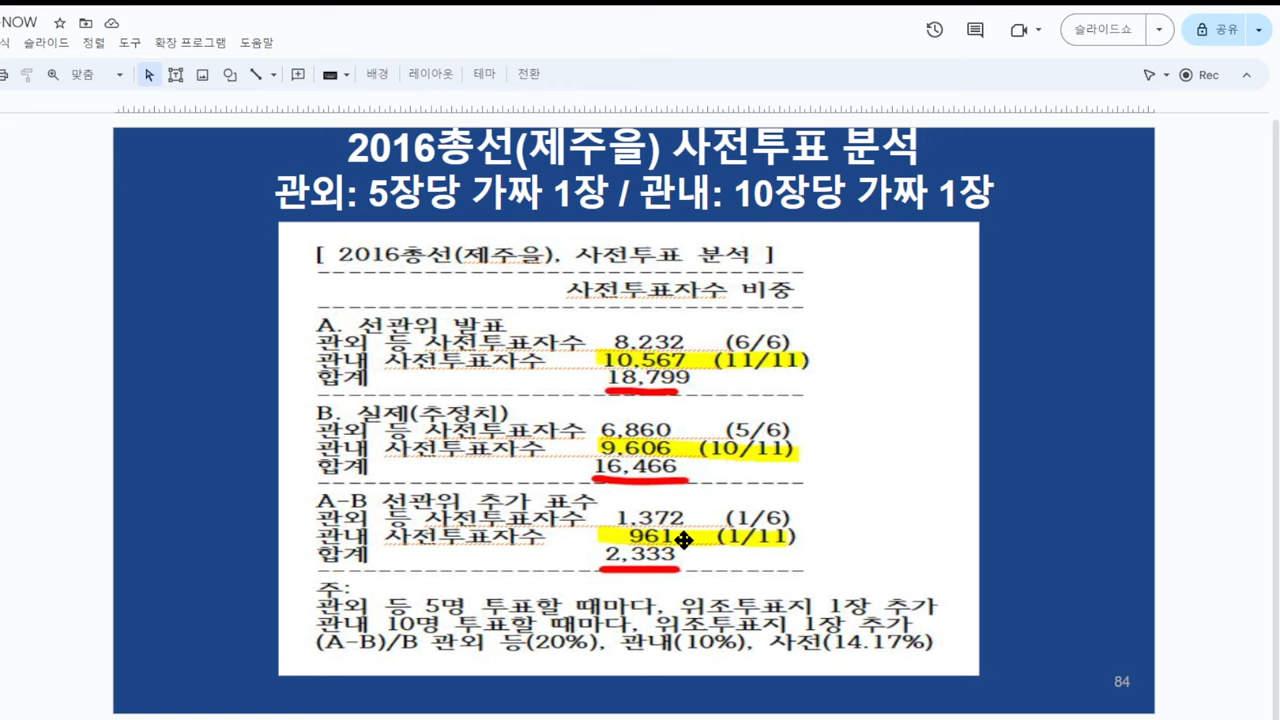 -NOW
식 슬라이드 정렬 도구 확장 프로그램 도움말
슬라이드쇼
공유
맞춤
배경 레이아웃 테마 전환
Rec
2016총선(제주을) 사전투표 분석
관외: 5장당 가짜 1장 / 관내: 10장당 가짜 1장
[ 2016총선(제주을), 사전투표 분석 ]
사전투표자수 비중
A. 선관위 발표
관외 등 사전투표자수 8,232 (6/6)
관내 사전투표자수 10,567 (11/11)
합계 18,799
B. 실제(추정치)
관외 등 사전투표자수 6,860 (5/6)
관내 사전투표자수 9,606 (10/11)
합계 16,466
A-B 선관위 추가 표수
관외 등 사전투표자수 1,372 (1/6)
관내 사전투표자수 961 (1/11)
합계 2,333
주:
관외 등 5명 투표할 때마다, 위조투표지 1장 추가
관내 10명 투표할 때마다, 위조투표지 1장 추가
(A-B)/B 관외 등(20%), 관내(10%), 사전(14.17%)
84